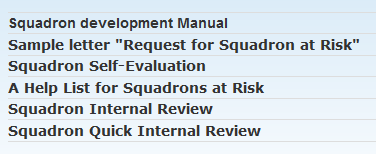 Squadron development Manual
Sample letter "Request for Squadron at Risk"
Squadron Self-Evaluation
A Help List for Squadrons at Risk
Squadron Internal Review
Squadron Quick Internal Review